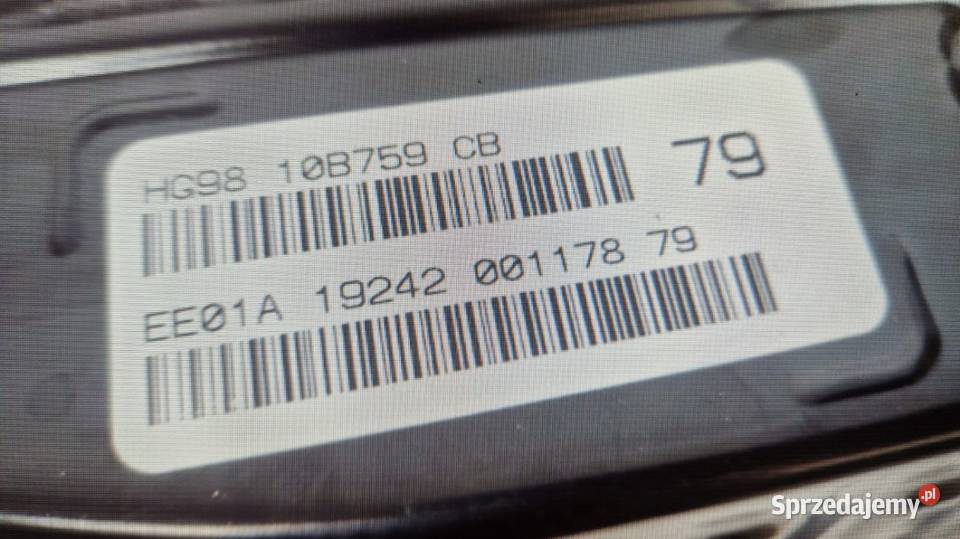 HG98 10B759 CB
79
EE01A 19242 001178 79
Sprzedajemy.pl